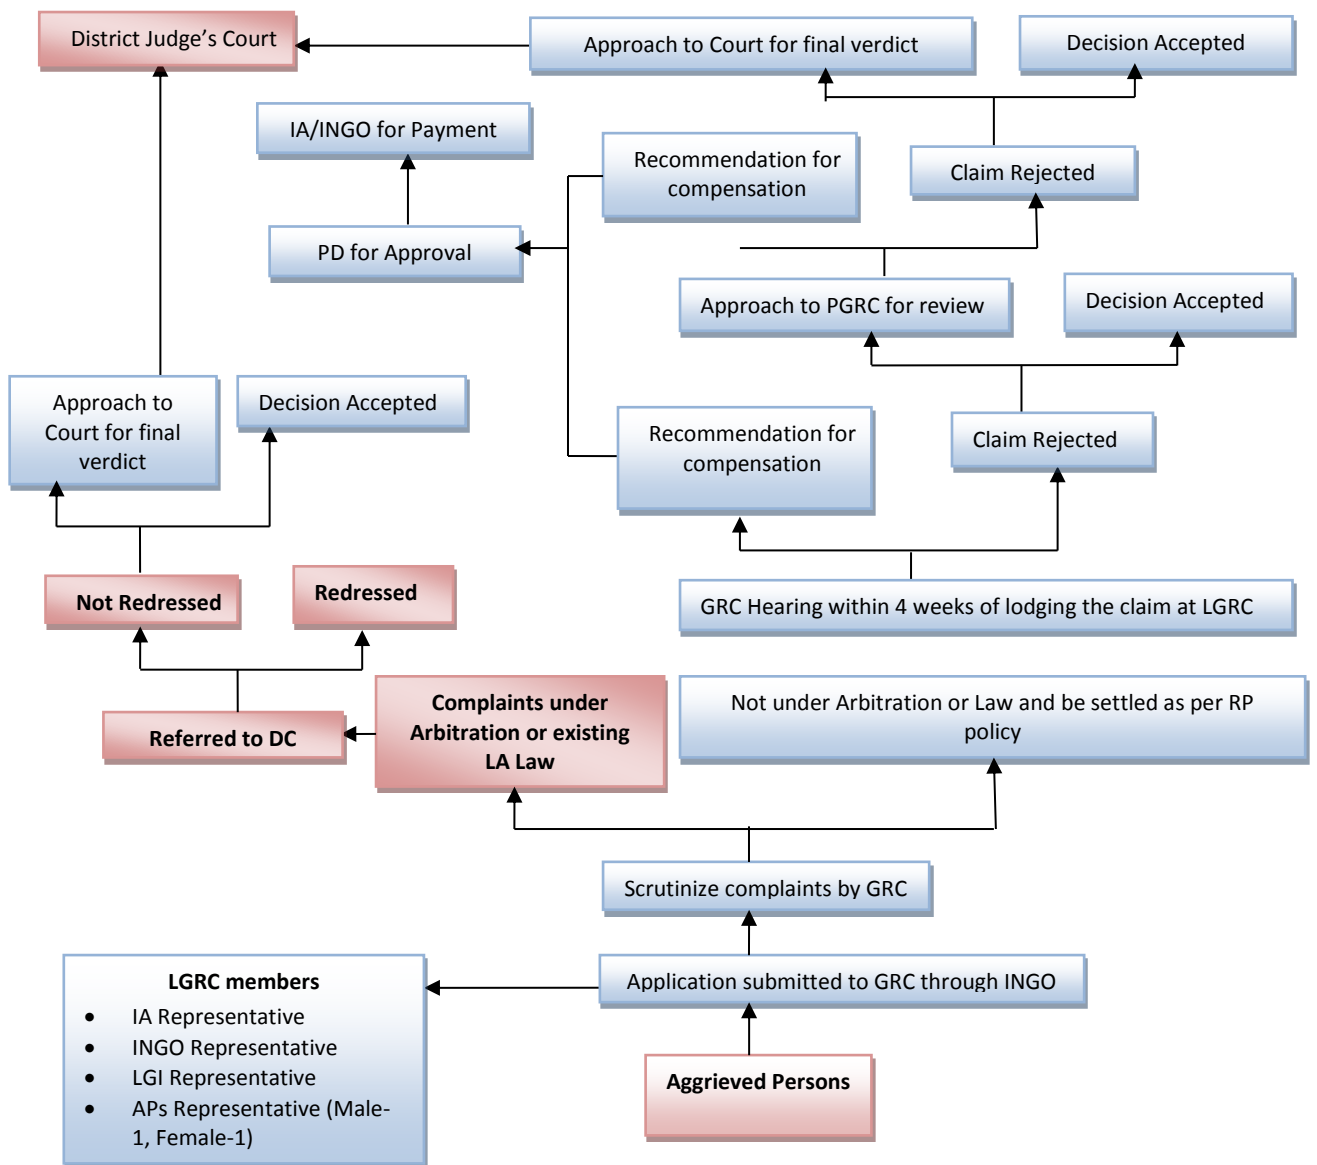 District Judge's Court
Approach to Court for final verdict
Decision Accepted
IA/INGO for Payment
Recommendation for
compensation
Claim Rejected
PD for Approval
Approach to PGRC for review
Decision Accepted
Approach to
Court for final
verdict
Decision Accepted
Recommendation for
compensation
Claim Rejected
Not Redressed
Redressed
GRC Hearing within 4 weeks of lodging the claim at LGRC
Complaints under
Arbitration or existing
LA Law
Not under Arbitration or Law and be settled as per RP
policy
Referred to DC
Scrutinize complaints by GRC
LGRC members
• IA Representative
• INGO Representative
• LGI Representative
• APs Representative (Male-
1, Female-1)
Application submitted to GRC through INGO
Aggrieved Persons